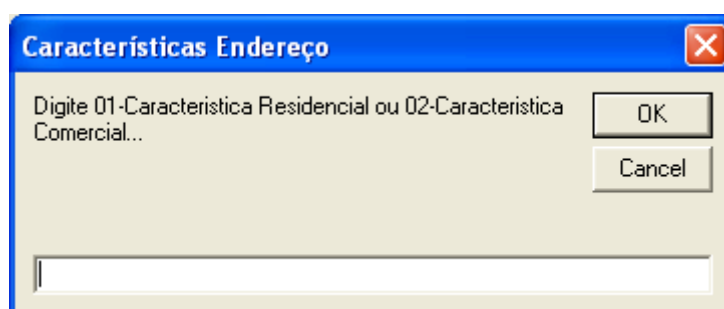 Características Endereço
Digite 01-Caracteristica Residencial ou 02-Caracteristica
Comercial...
OK
Cancel